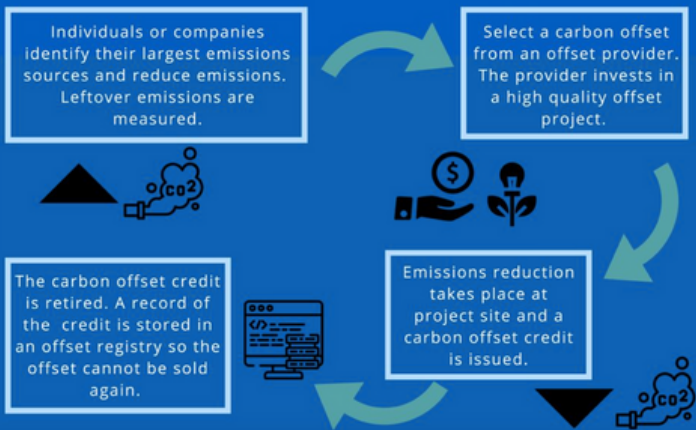 Individuals or companies
identify their largest emissions
sources and reduce emissions.
Leftover emissions are
measured.
Select a carbon offset
from an offset provider.
The provider invests in
a high quality offset
project.
CO2
$
Emissions reduction
takes place at
project site and a
carbon offset credit
is issued.
CO2
The carbon offset credit
is retired. A record of
the credit is stored in
an offset registry so the
offset cannot be sold
again.
</>